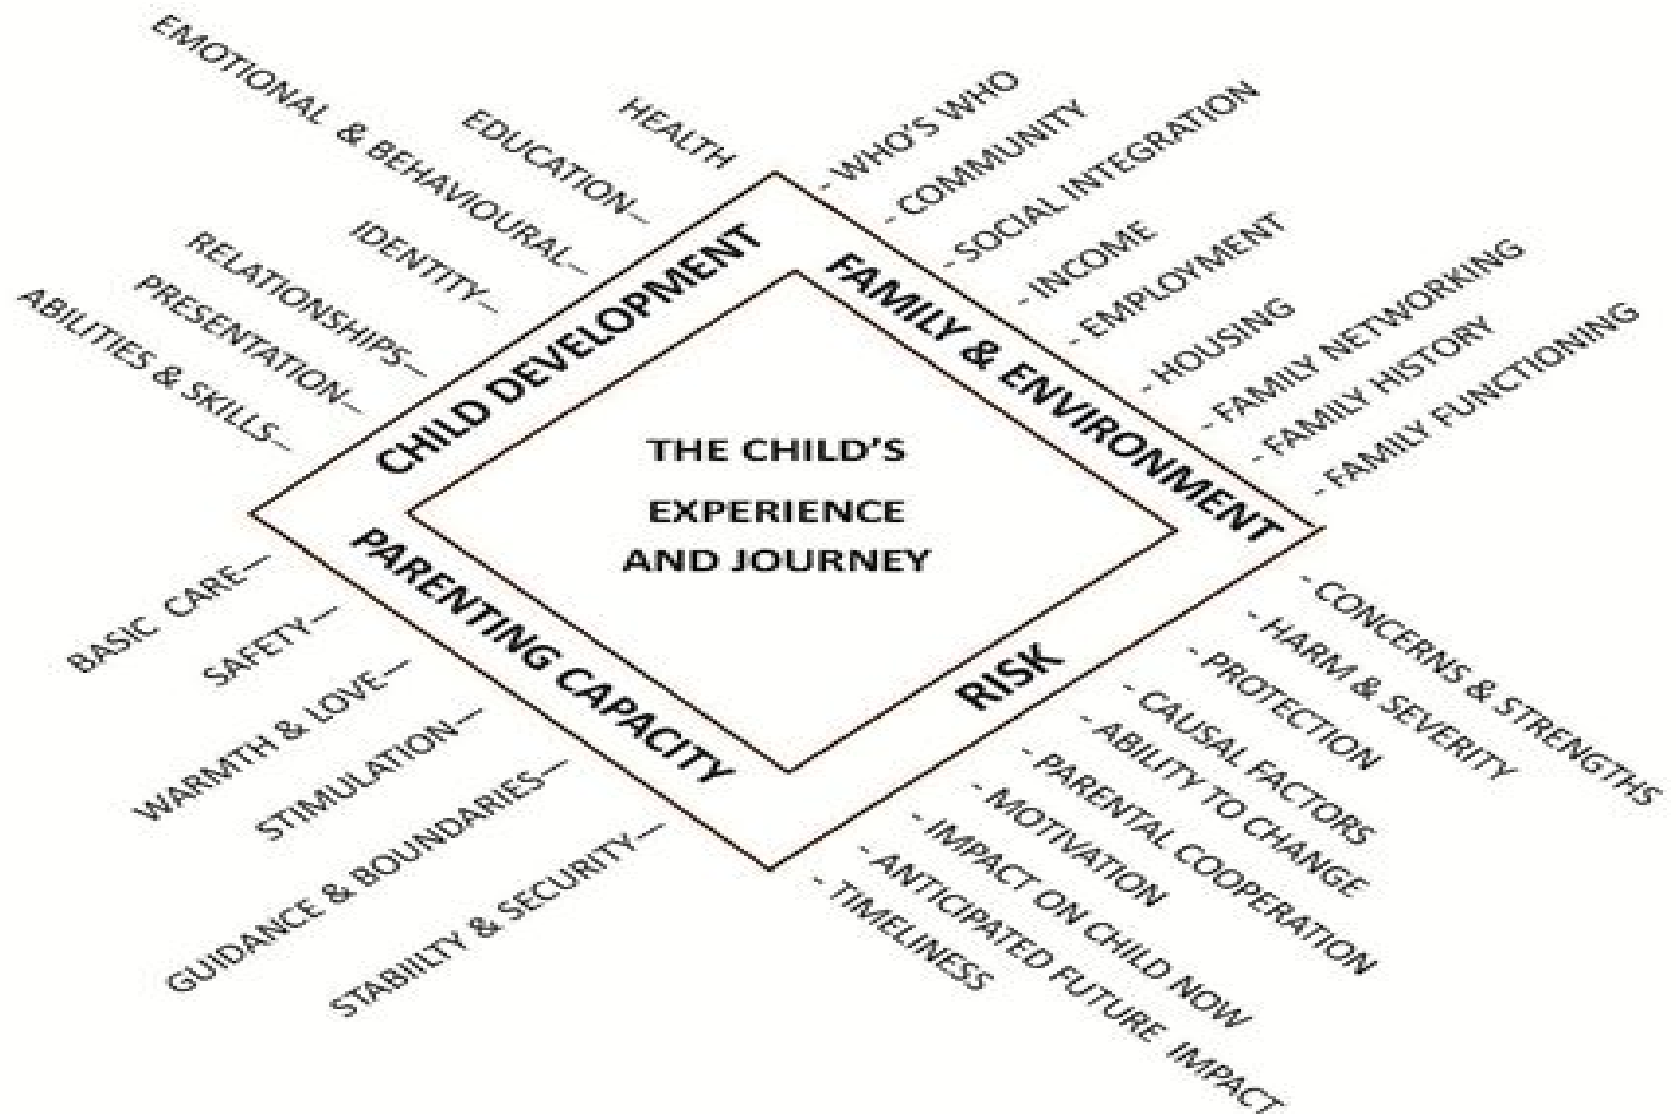 HEALTH
EDUCATION
EMOTIONAL & BEHAVIOURAL
IDENTITY
RELATIONSHIPS
PRESENTATION
ABILITIES & SKILLS
- WHO'S WHO
- COMMUNITY
- SOCIAL INTEGRATION
- INCOME
- EMPLOYMENT
- HOUSING
- FAMILY NETWORKING
- FAMILY HISTORY
- FAMILY FUNCTIONING
CHILD DEVELOPMENT
FAMILY & ENVIRONMENT
THE CHILD'S
EXPERIENCE
AND JOURNEY
PARENTING CAPACITY
RISK
BASIC CARE
SAFETY
WARMTH & LOVE
STIMULATION
GUIDANCE & BOUNDARIES
STABIILTY & SECURITY
- CONCERNS & STRENGTHS
- HARM & SEVERITY
- PROTECTION
- CAUSAL FACTORS
- ABILITY TO CHANGE
- PARENTAL COOPERATION
- MOTIVATION
- IMPACT ON CHILD NOW
- ANTICIPATED FUTURE IMPACT
- TIMELINESS